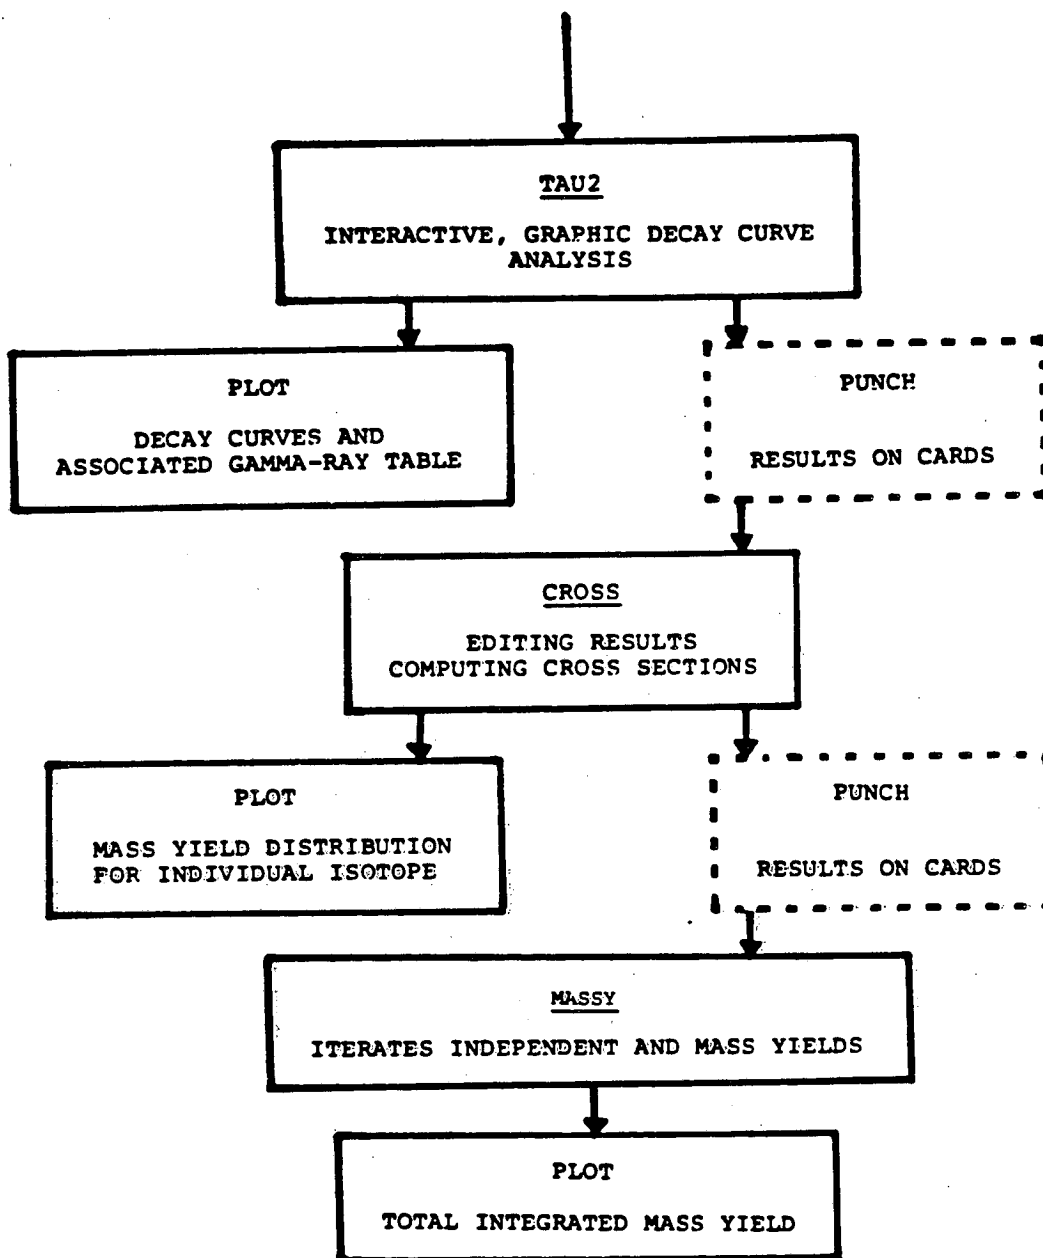 TAU2
INTERACTIVE, GRAPHIC DECAY CURVE
ANALYSIS
PLOT
DECAY CURVES AND
ASSOCIATED GAMMA-RAY TABLE
PUNCH
RESULTS ON CARDS
CROSS
EDITING RESULTS
COMPUTING CROSS SECTIONS
PLOT
MASS YIELD DISTRIBUTION
FOR INDIVIDUAL ISOTOPE
PUNCH
RESULTS ON CARDS
MASSY
ITERATES INDEPENDENT AND MASS YIELDS
PLOT
TOTAL INTEGRATED MASS YIELD